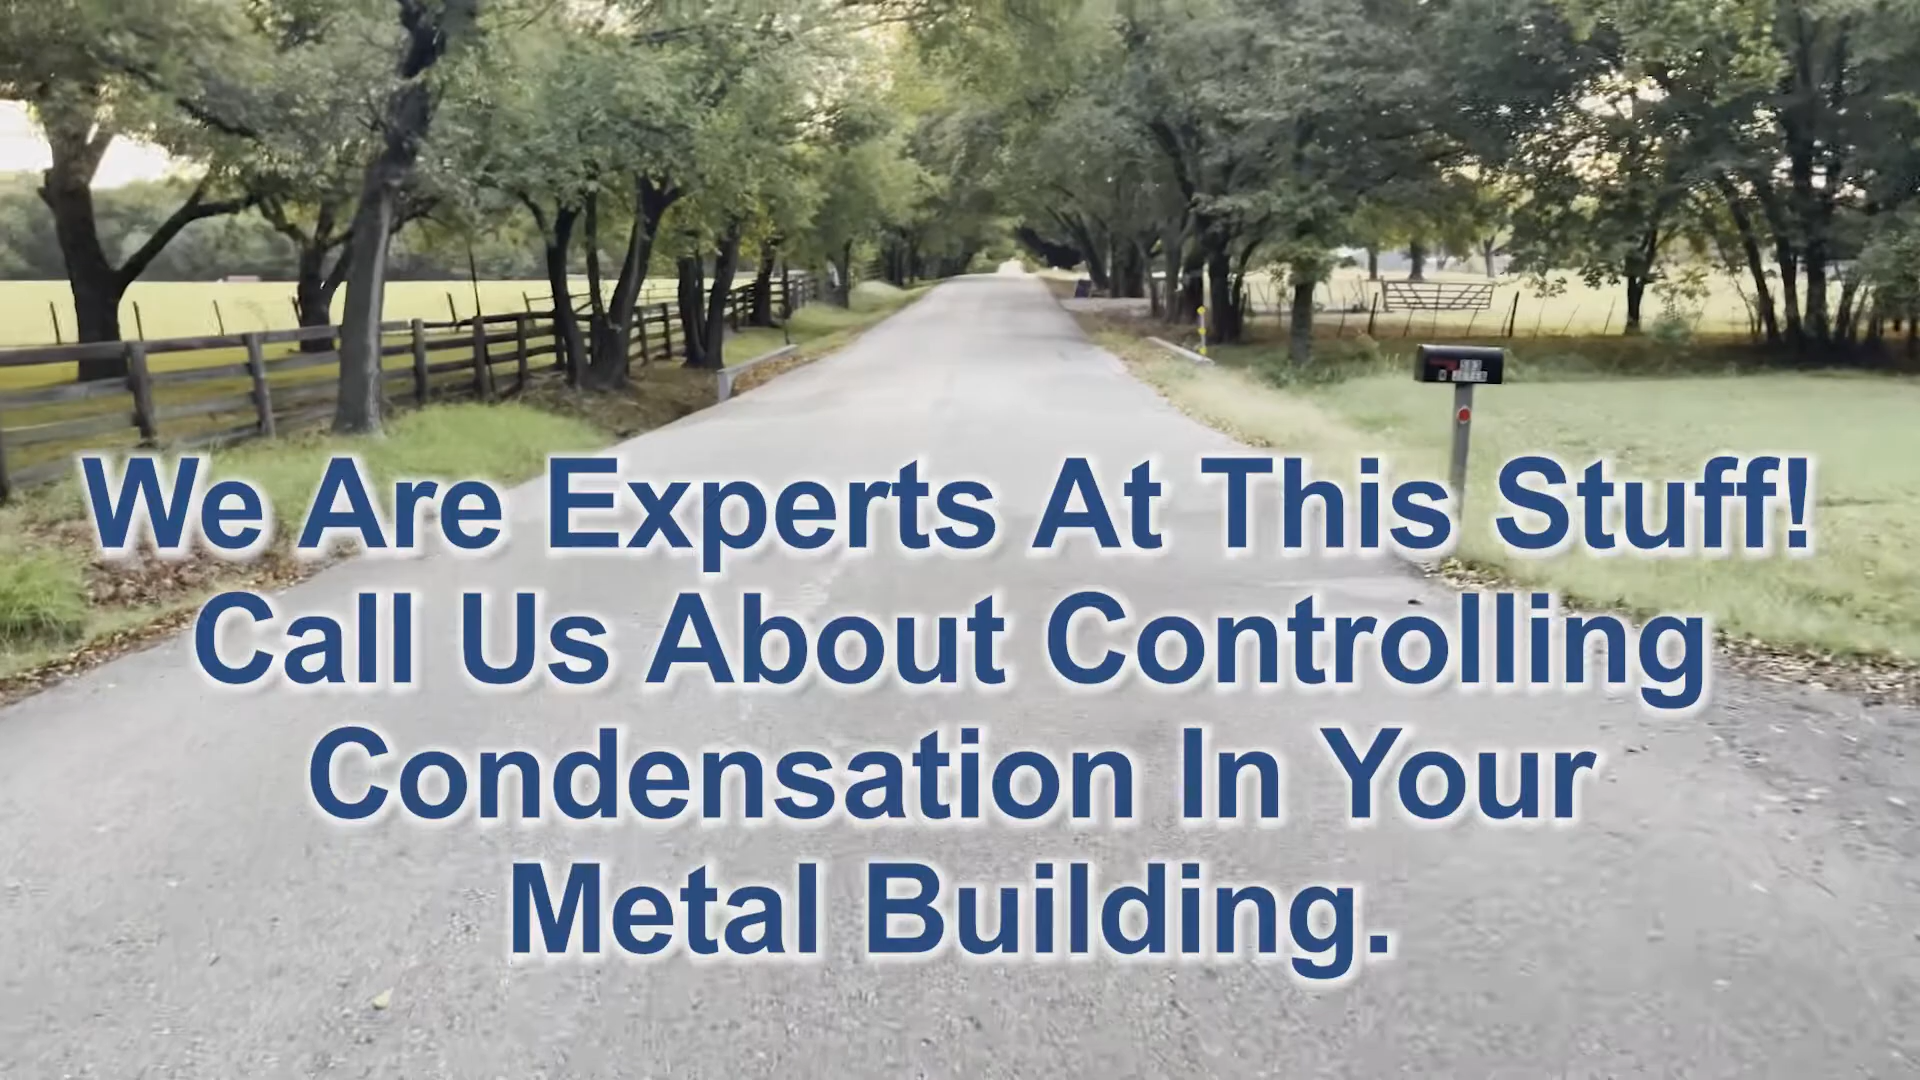 We Are Experts At This Stuff!
Call Us About Controlling
Condensation In Your
Metal Building.